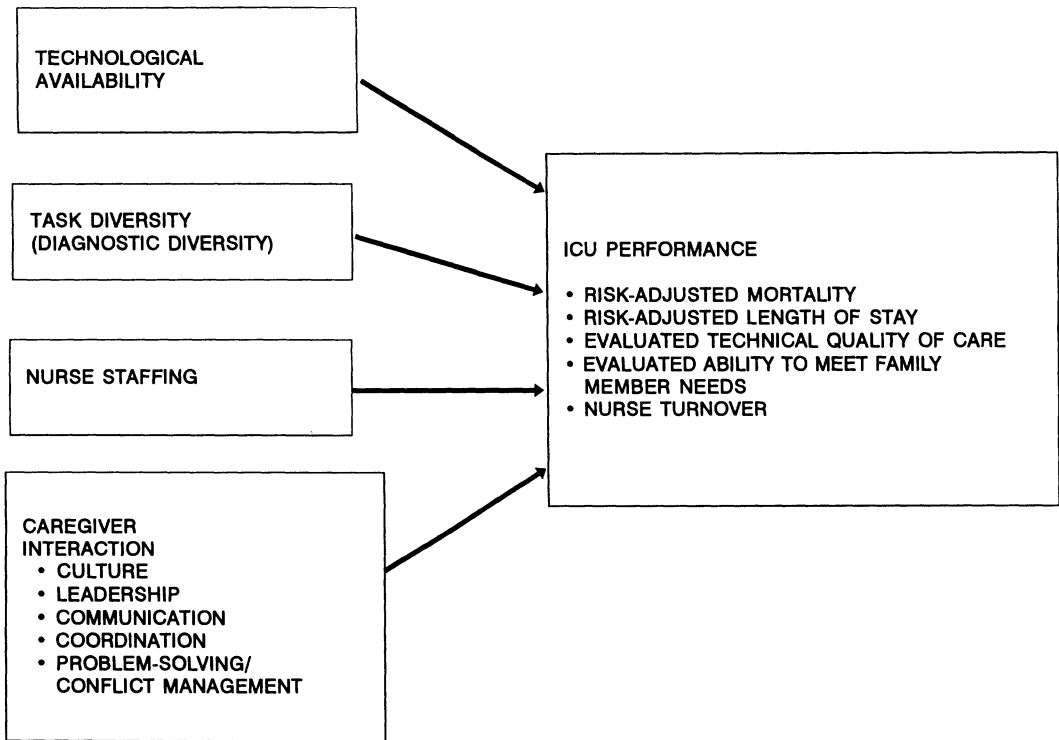 TECHNOLOGICAL
AVAILABILITY
TASK DIVERSITY
(DIAGNOSTIC DIVERSITY)
NURSE STAFFING
CAREGIVER
INTERACTION
• CULTURE
• LEADERSHIP
• COMMUNICATION
• COORDINATION
• PROBLEM-SOLVING/
CONFLICT MANAGEMENT
ICU PERFORMANCE
• RISK-ADJUSTED MORTALITY
• RISK-ADJUSTED LENGTH OF STAY
• EVALUATED TECHNICAL QUALITY OF CARE
• EVALUATED ABILITY TO MEET FAMILY
MEMBER NEEDS
• NURSE TURNOVER